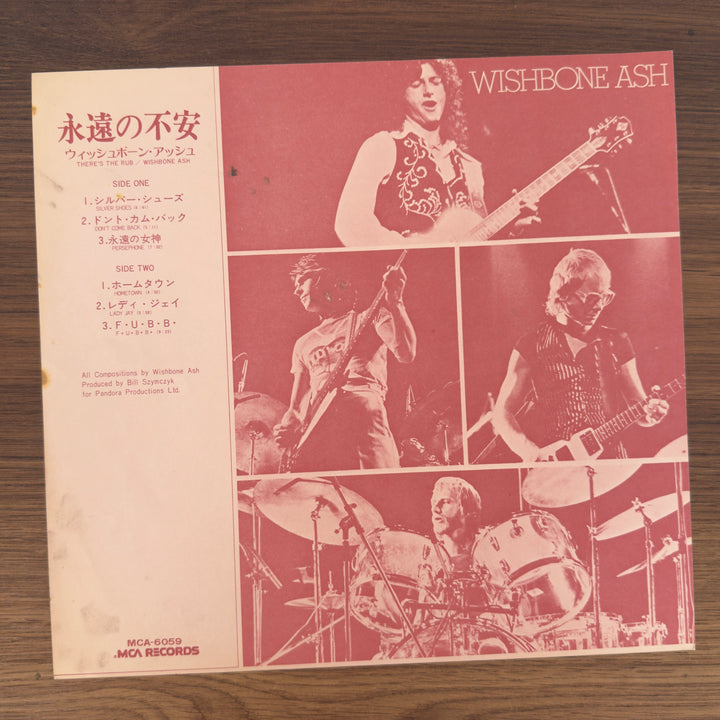 WISHBONE ASH
永遠の不安
ウィッシュボーン・アッシュ
THERE'S THE RUB / WISHBONE ASH
SIDE ONE
1.シルバー・シューズ
SILVER SHOES
2.ドント・カム・バック
DON'T COME BACK
3.永遠の女神
PERSEPHONE
SIDE TWO
1.ホームタウン
HOMETOWN
2.レディ・ジェイ
LADY JAY
3.F・U・B・B・
F・U・B・B・
All Compositions by Wishbone Ash
Produced by Bill Szymczyk
for Pandora Productions Ltd.
MCA-6059
MCA RECORDS